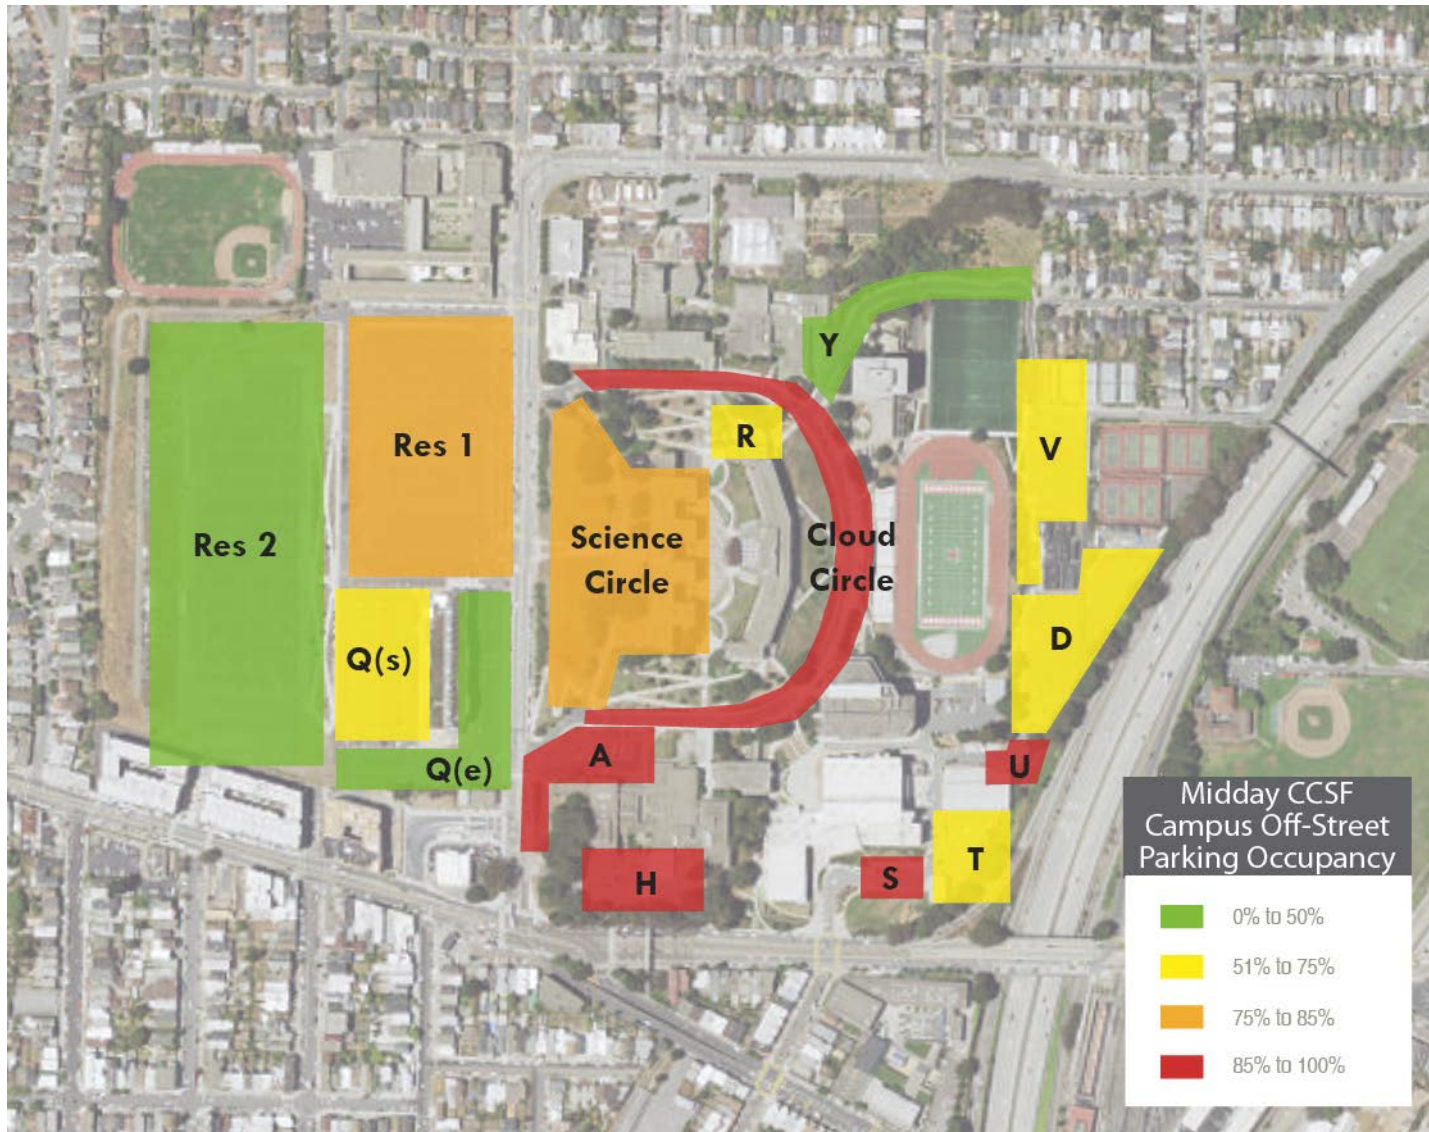 Y
Res 1
R
V
Res 2
Science
Circle
Cloud
Circle
Q(s)
D
Q(e)
A
U
H
S
T
Midday CCSF
Campus Off-Street
Parking Occupancy
0% to 50%
51% to 75%
75% to 85%
85% to 100%